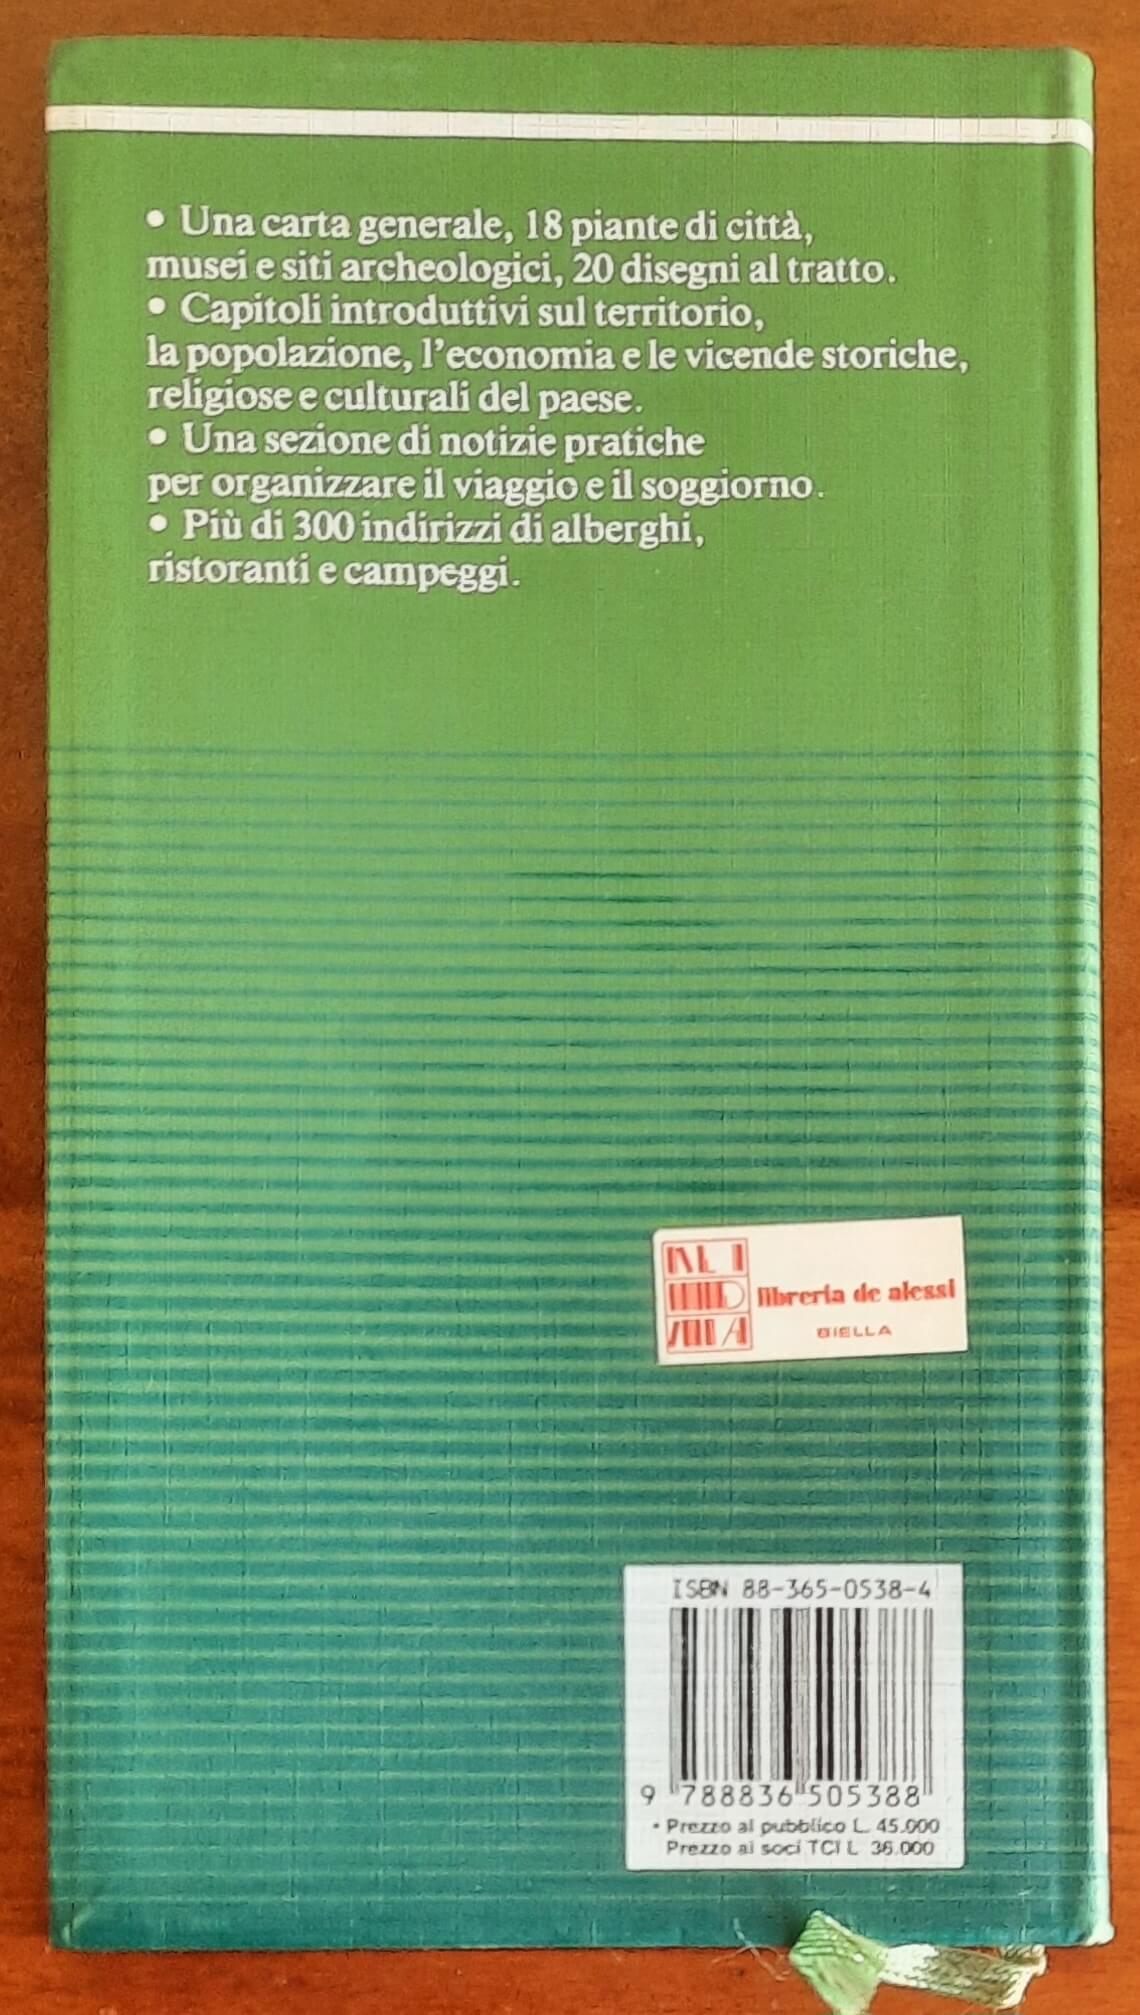 • Una carta generale, 18 piante di città,
musei e siti archeologici, 20 disegni al tratto.
• Capitoli introduttivi sul territorio,
la popolazione, l'economia e le vicende storiche,
religiose e culturali del paese.
• Una sezione di notizie pratiche
per organizzare il viaggio e il soggiorno.
• Più di 300 indirizzi di alberghi,
ristoranti e campeggi.
libreria de alessi
BIELLA
ISBN 88-365-0538-4
9 788836 505388
• Prezzo al pubblico L. 45.000
Prezzo ai soci TCI L. 36.000